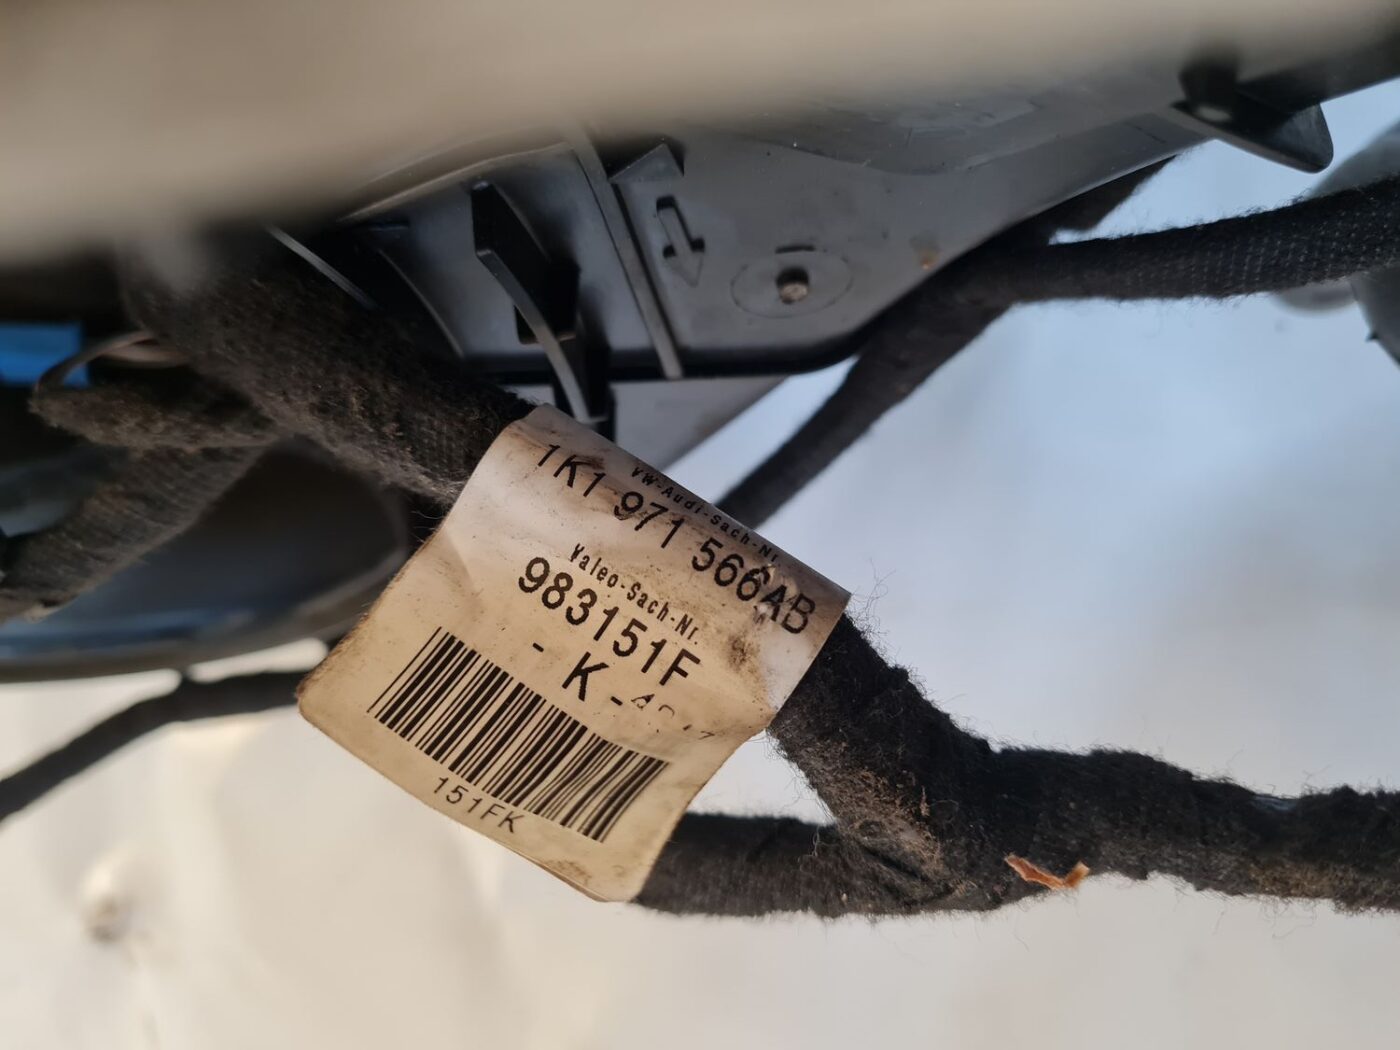 VW-Audi-Sach-Nr.
1K1 971 566AB
Valeo-Sach-Nr.
983151F
- K -
151FK